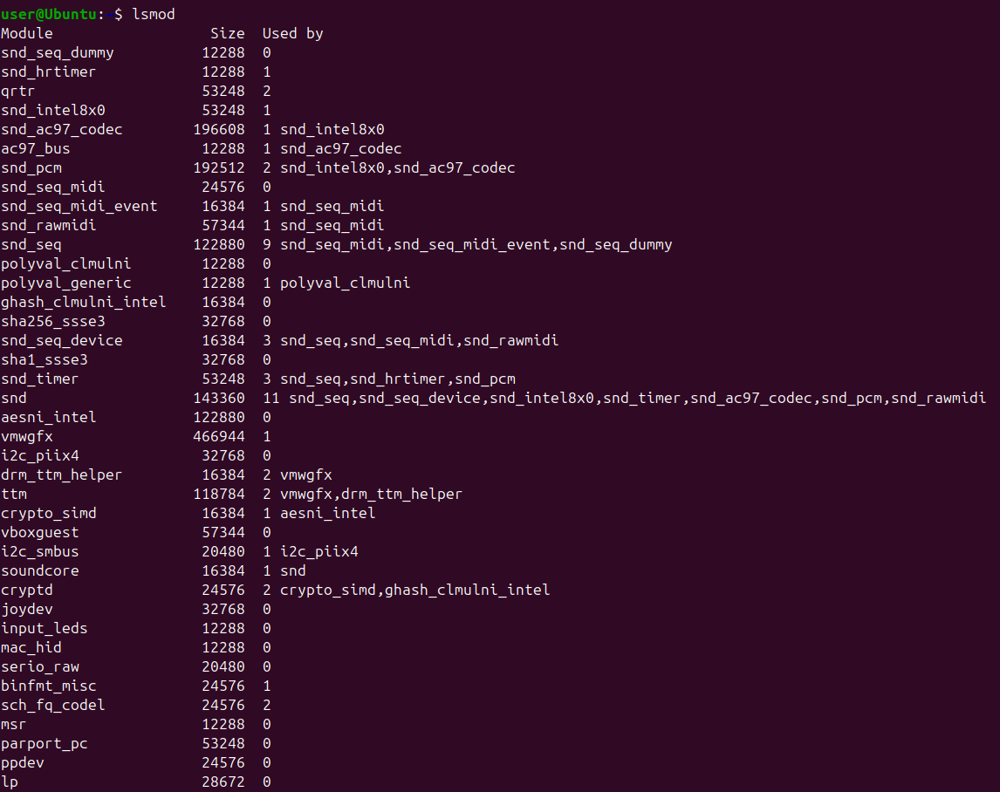 user@Ubuntu:~$ lsmod
Module                  Size  Used by
snd_seq_dummy          12288  0
snd_hrtimer            12288  1
qrtr                   53248  2
snd_intel8x0           53248  1
snd_ac97_codec        196608  1 snd_intel8x0
ac97_bus               12288  1 snd_ac97_codec
snd_pcm               192512  2 snd_intel8x0,snd_ac97_codec
snd_seq_midi           24576  0
snd_seq_midi_event     16384  1 snd_seq_midi
snd_rawmidi            57344  1 snd_seq_midi
snd_seq               122880  9 snd_seq_midi,snd_seq_midi_event,snd_seq_dummy
polyval_clmulni        12288  0
polyval_generic        12288  1 polyval_clmulni
ghash_clmulni_intel    16384  0
sha256_ssse3           32768  0
snd_seq_device         16384  3 snd_seq,snd_seq_midi,snd_rawmidi
sha1_ssse3             32768  0
snd_timer              53248  3 snd_seq,snd_hrtimer,snd_pcm
snd                   143360  11 snd_seq,snd_seq_device,snd_intel8x0,snd_timer,snd_ac97_codec,snd_pcm,snd_rawmidi
aesni_intel           122880  0
vmwgfx                466944  1
i2c_piix4              32768  0
drm_ttm_helper         16384  2 vmwgfx
ttm                   118784  2 vmwgfx,drm_ttm_helper
crypto_simd            16384  1 aesni_intel
vboxguest              57344  0
i2c_smbus              20480  1 i2c_piix4
soundcore              16384  1 snd
cryptd                 24576  2 crypto_simd,ghash_clmulni_intel
joydev                 32768  0
input_leds             12288  0
mac_hid                12288  0
serio_raw              20480  0
binfmt_misc            24576  1
sch_fq_codel           24576  2
msr                    12288  0
parport_pc             53248  0
ppdev                  24576  0
lp                     28672  0